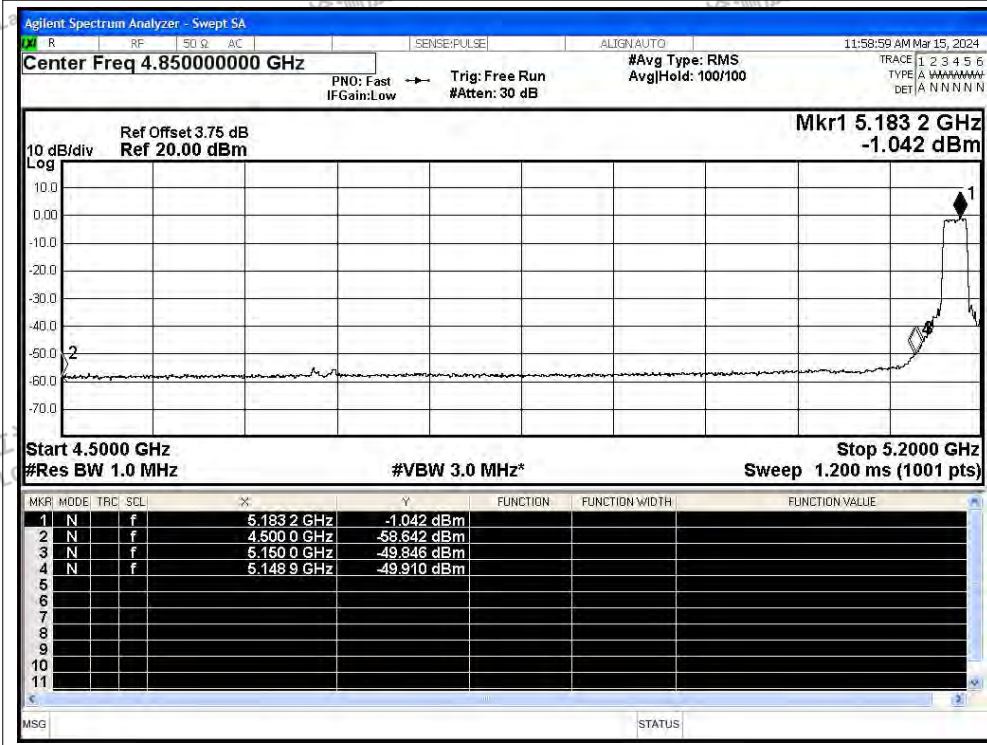 Agilent Spectrum Analyzer - Swept SA
LXI R RF 50 Ω AC SENSE:PULSE ALIGN AUTO 11:58:59 AM Mar 15, 2024
Center Freq 4.850000000 GHz #Avg Type: RMS TRACE 1 2 3 4 5 6
PNO: Fast Trig: Free Run Avg|Hold: 100/100 TYPE A WWWWW
IFGain:Low #Atten: 30 dB DET A N N N N N
Ref Offset 3.75 dB Mkr1 5.183 2 GHz
10 dB/div Ref 20.00 dBm -1.042 dBm
Log
10.0
1
0.00
-10.0
-20.0
-30.0
-40.0
-50.0 2
-60.0
-70.0
Start 4.5000 GHz Stop 5.2000 GHz
#Res BW 1.0 MHz #VBW 3.0 MHz* Sweep 1.200 ms (1001 pts)
MKR MODE TRC SCL X Y FUNCTION FUNCTION WIDTH FUNCTION VALUE
1 N f 5.183 2 GHz -1.042 dBm
2 N f 4.500 0 GHz -58.642 dBm
3 N f 5.150 0 GHz -49.846 dBm
4 N f 5.148 9 GHz -49.910 dBm
5
6
7
8
9
10
11
MSG STATUS